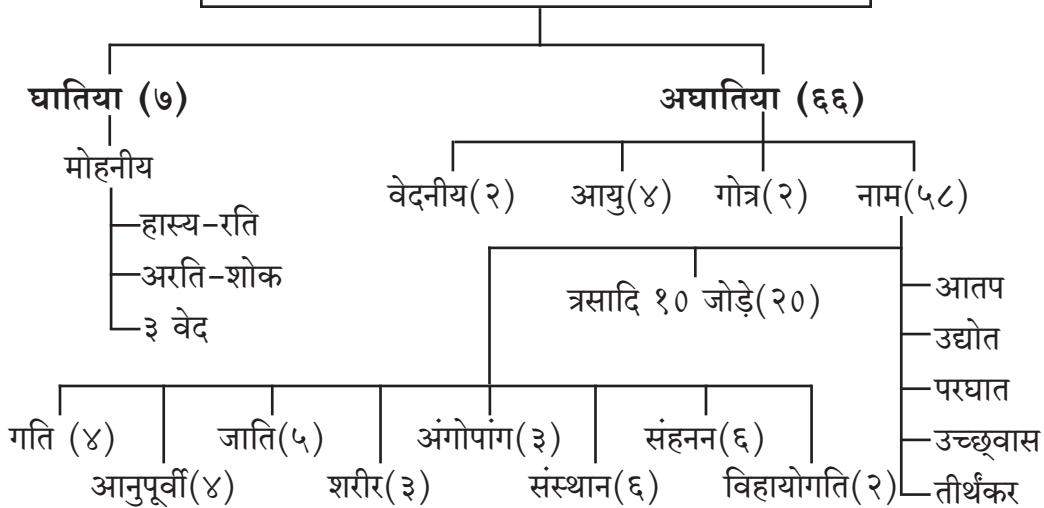 घातिया (७) अघातिया (६६)
मोहनीय
वेदनीय(२) आयु(४) गोत्र(२) नाम(५८)
हास्य-रति
अरति-शोक
३ वेद
त्रसादि १० जोड़े(२०)
आतप
उद्योत
परघात
उच्छ्वास
तीर्थंकर
गति (४) जाति(५) अंगोपांग(३) संहनन(६)
आनुपूर्वी(४) शरीर(३) संस्थान(६) विहायोगति(२)